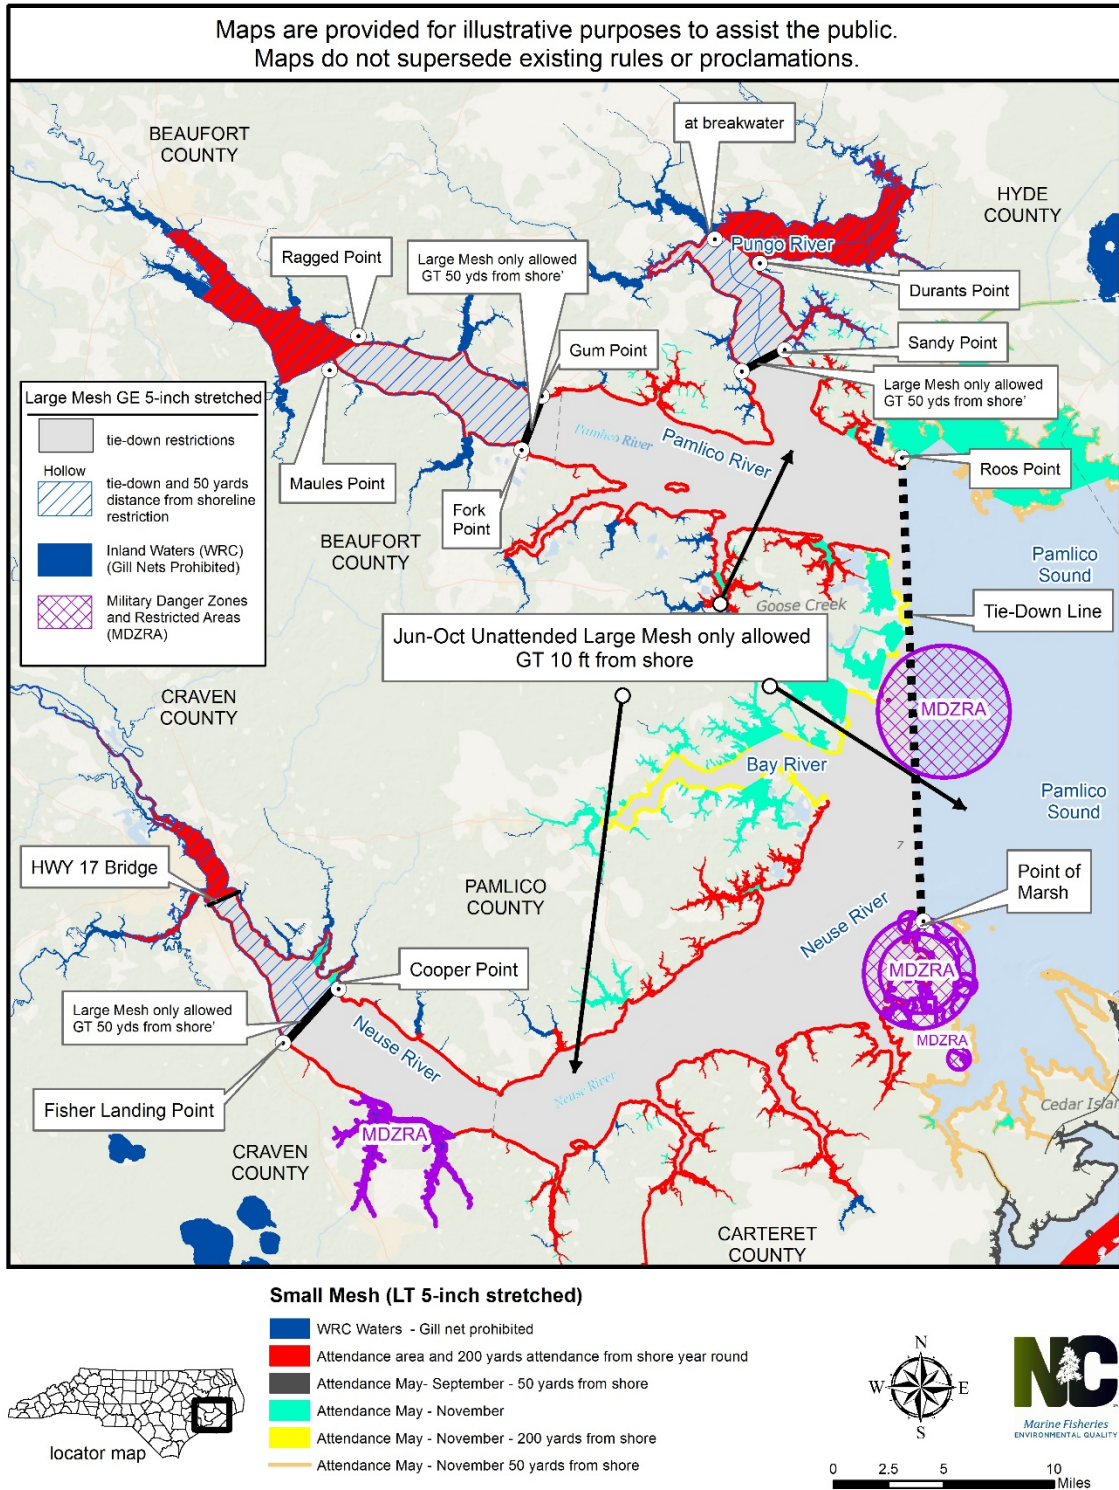 Maps are provided for illustrative purposes to assist the public.
Maps do not supersede existing rules or proclamations.
BEAUFORT
COUNTY
at breakwater
HYDE
COUNTY
Ragged Point
Large Mesh only allowed
GT 50 yds from shore'
Pungo River
Durants Point
Gum Point
Sandy Point
Large Mesh only allowed
GT 50 yds from shore'
Large Mesh GE 5-inch stretched
tie-down restrictions
Hollow
tie-down and 50 yards
distance from shoreline
restriction
Inland Waters (WRC)
(Gill Nets Prohibited)
Military Danger Zones
and Restricted Areas
(MDZRA)
Pamlico River
Pamlico River
Maules Point
Fork
Point
Roos Point
BEAUFORT
COUNTY
Pamlico
Sound
Goose Creek
Tie-Down Line
Jun-Oct Unattended Large Mesh only allowed
GT 10 ft from shore
CRAVEN
COUNTY
MDZRA
Bay River
Pamlico
Sound
7
HWY 17 Bridge
PAMLICO
COUNTY
Point of
Marsh
Neuse River
Cooper Point
MDZRA
Large Mesh only allowed
GT 50 yds from shore'
Neuse River
MDZRA
Neuse River
Fisher Landing Point
Cedar Islan
MDZRA
CRAVEN
COUNTY
CARTERET
COUNTY
Small Mesh (LT 5-inch stretched)
WRC Waters - Gill net prohibited
Attendance area and 200 yards attendance from shore year round
Attendance May- September - 50 yards from shore
Attendance May - November
Attendance May - November - 200 yards from shore
Attendance May - November 50 yards from shore
locator map
N
W
E
S
NC
Marine Fisheries
ENVIRONMENTAL QUALITY
0 2.5 5 10
Miles